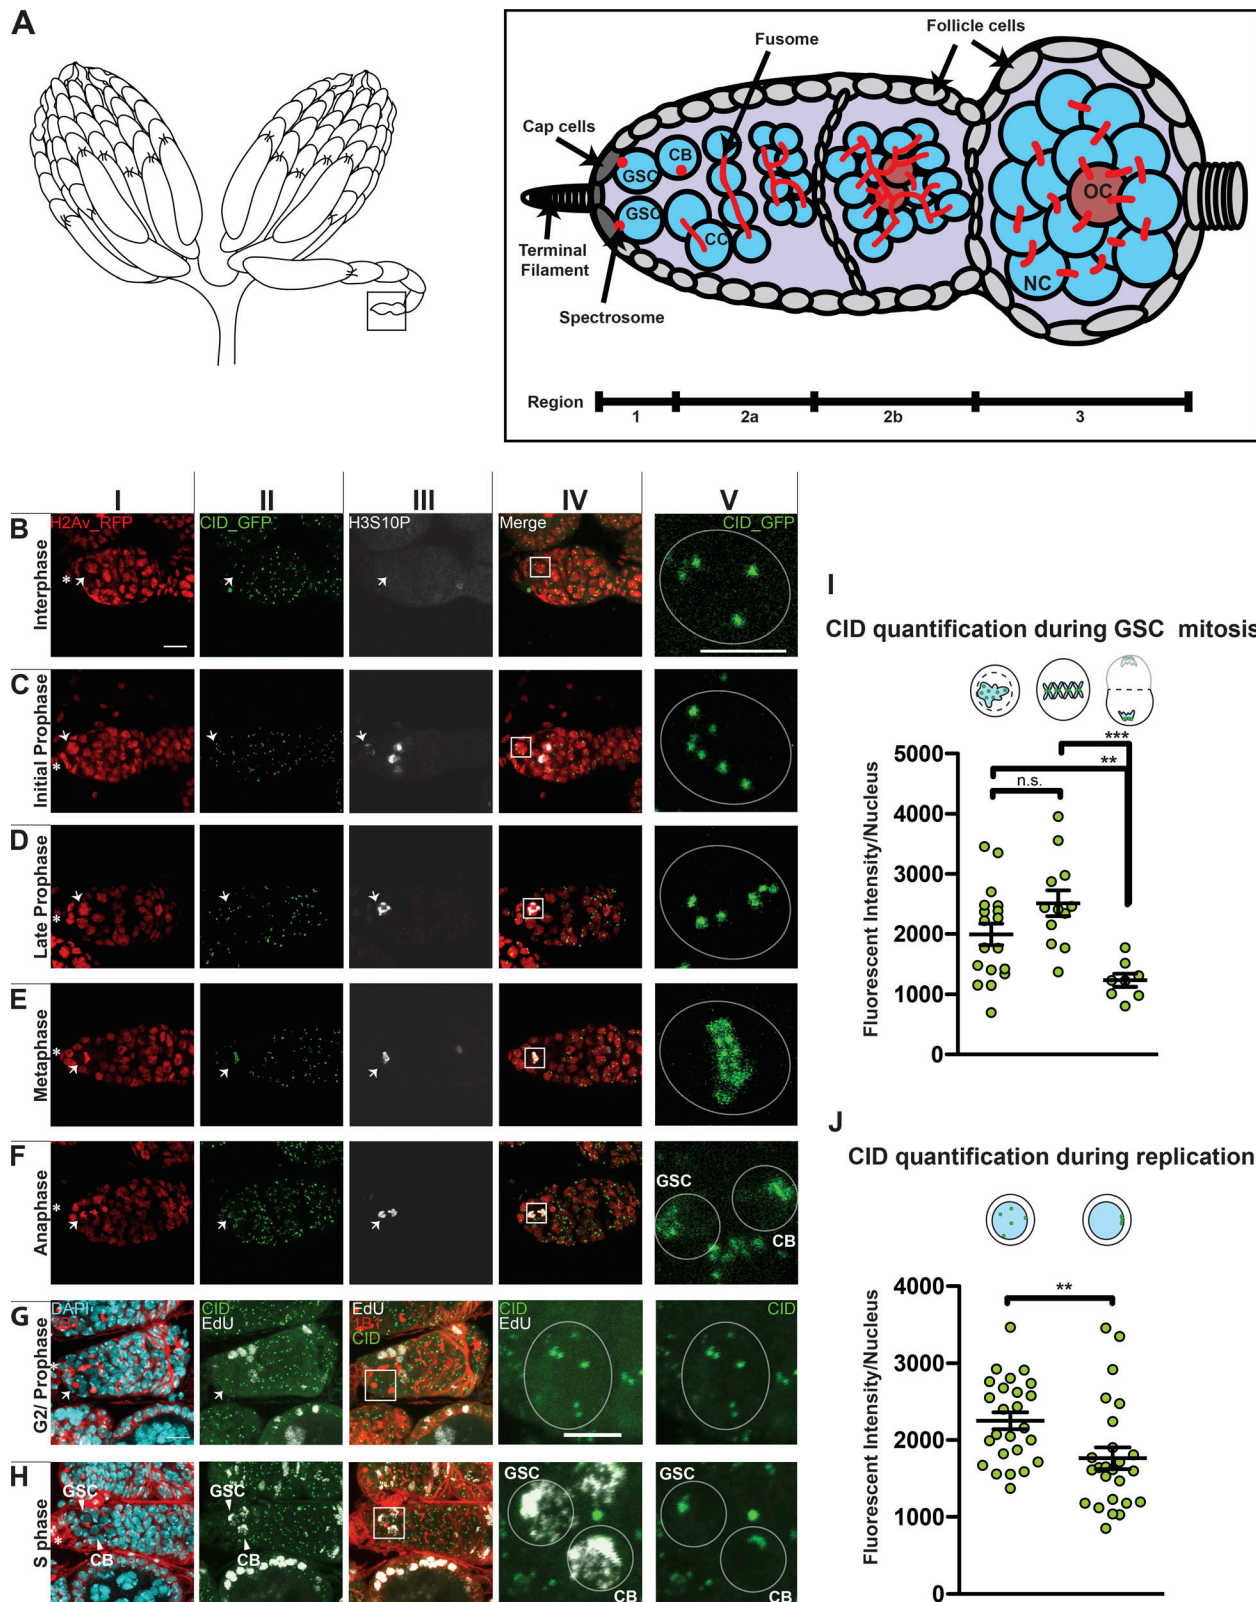 A
Fusome
Follicle cells
Cap cells
GSC
CB
GSC
CC
OC
NC
Terminal
Filament
Spectrosome
Region
1
2a
2b
3
I
II
III
IV
V
B
Interphase
H2Av_RFP
CID_GFP
H3S10P
Merge
CID_GFP
*
C
Initial Prophase
*
D
Late Prophase
*
E
Metaphase
*
F
Anaphase
*
GSC
CB
G
G2/ Prophase
DAPI
1B1
CID
EdU
EdU
1B1
CID
CID
EdU
CID
*
H
S phase
GSC
CB
*
GSC
CB
GSC
CB
GSC
CB
I
CID quantification during GSC mitosis
Fluorescent Intensity/Nucleus
5000
4000
3000
2000
1000
0
***
**
n.s.
J
CID quantification during replication
Fluorescent Intensity/Nucleus
4000
3000
2000
1000
0
**